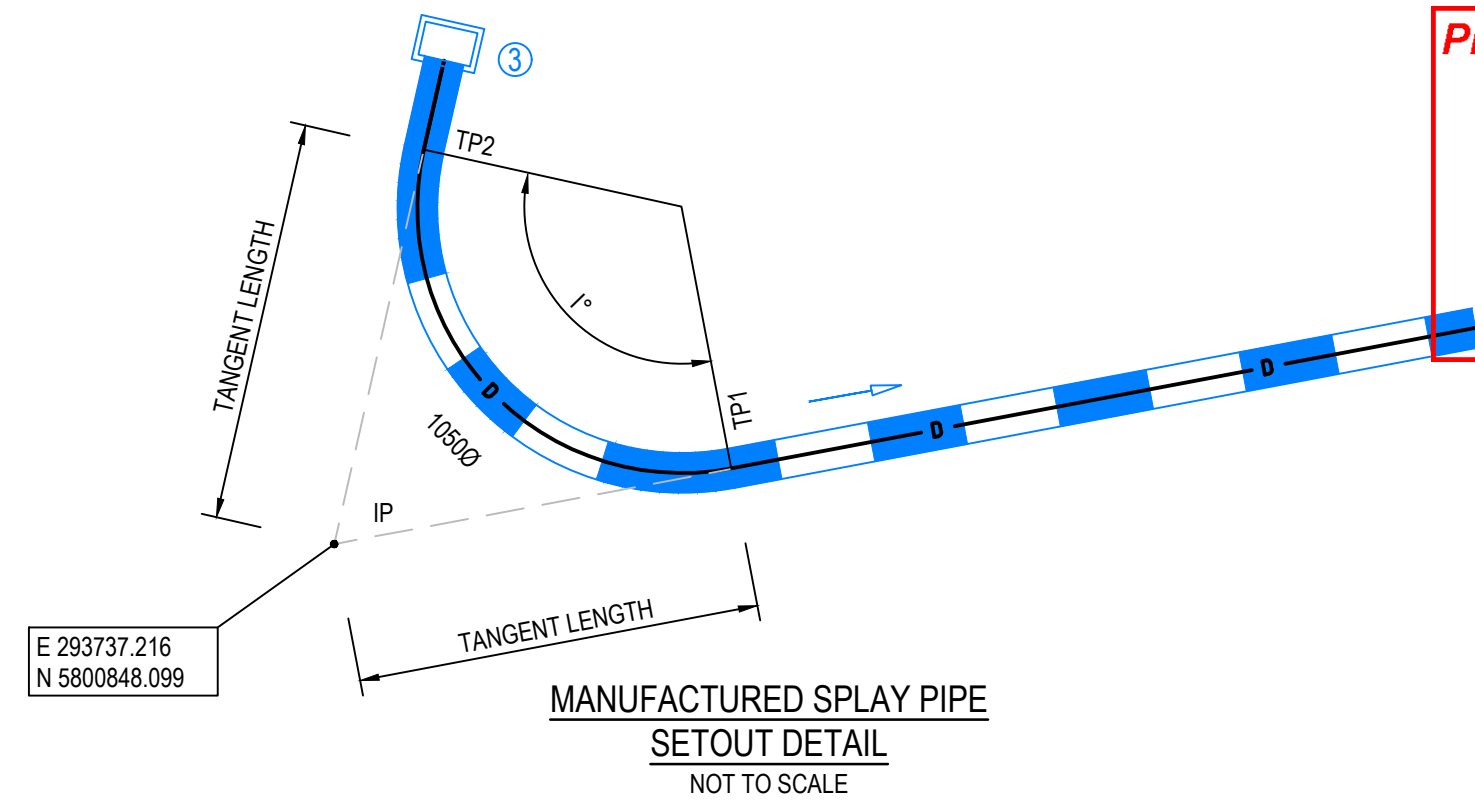 3
TP2
TANGENT LENGTH
I°
TP1
D
D
D
1050Ø
IP
TANGENT LENGTH
E 293737.216
N 5800848.099
MANUFACTURED SPLAY PIPE
SETOUT DETAIL
NOT TO SCALE